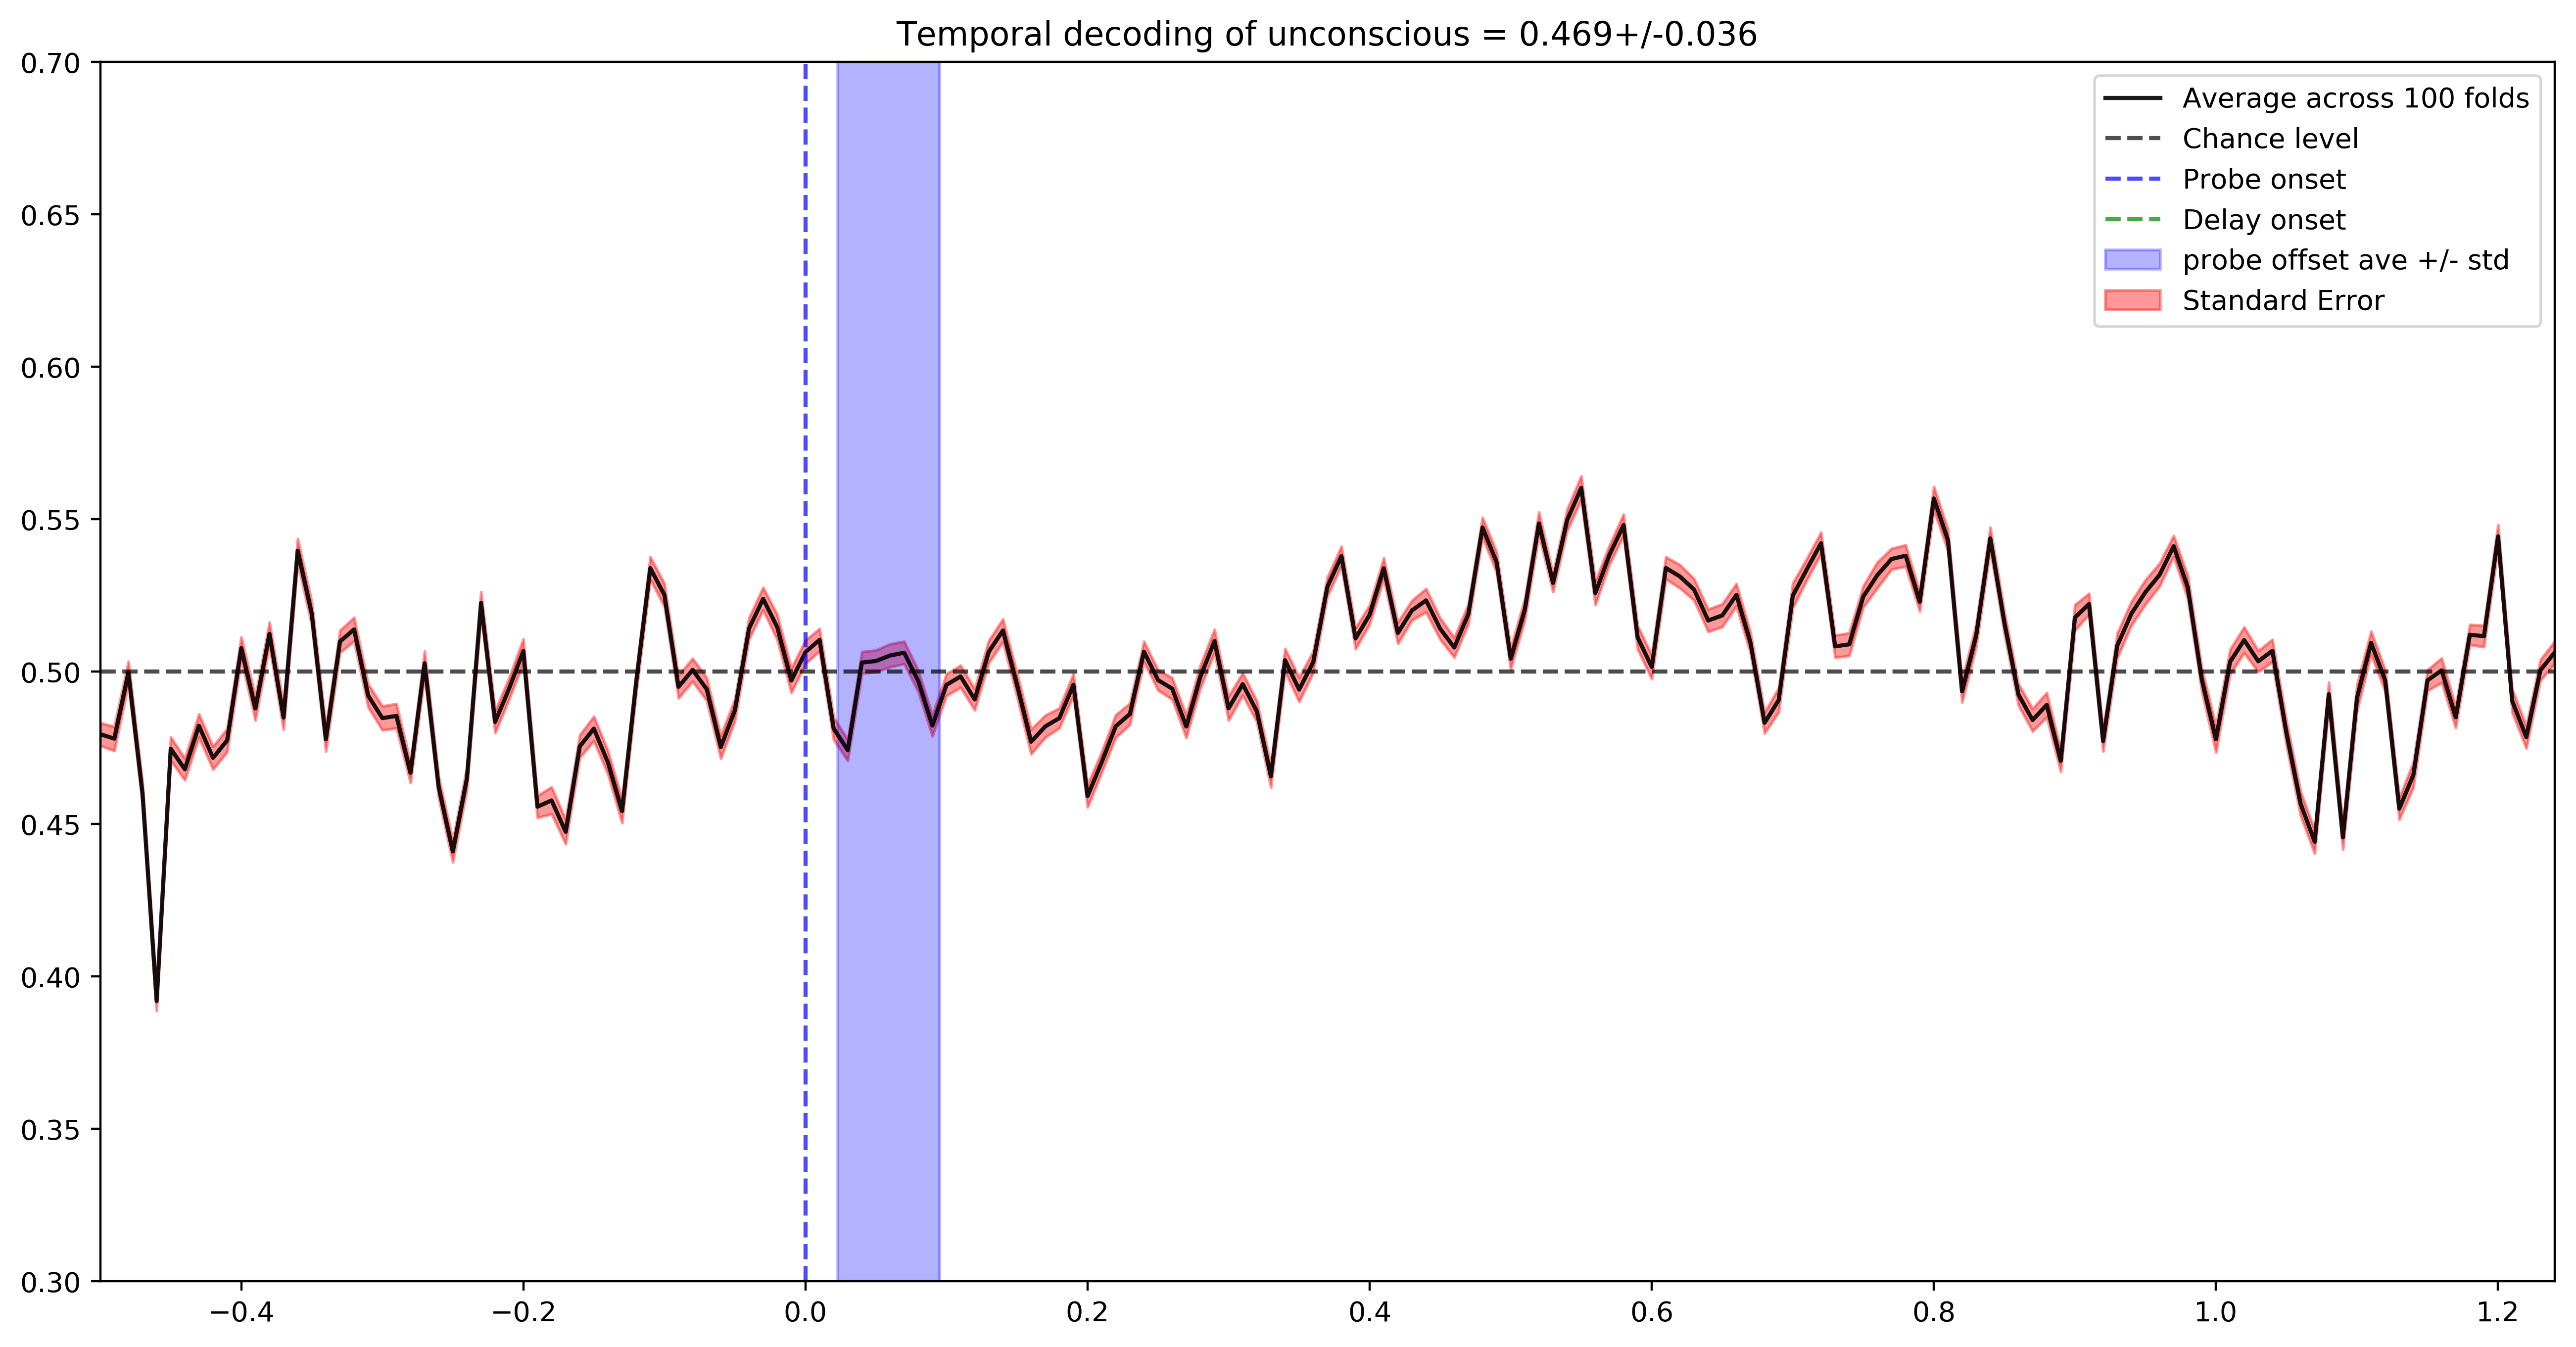 Temporal decoding of unconscious = 0.469+/-0.036
0.70
0.65
0.60
0.55
0.50
0.45
0.40
0.35
0.30
Average across 100 folds
Chance level
Probe onset
Delay onset
probe offset ave +/- std
Standard Error
−0.4 −0.2 0.0 0.2 0.4 0.6 0.8 1.0 1.2